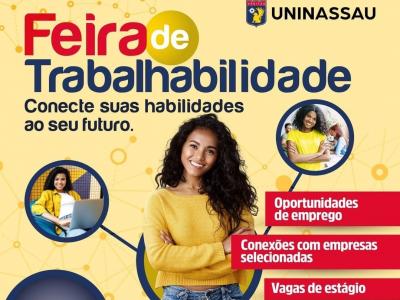 UNINASSAU
Feira de
Trabalhabilidade
Conecte suas habilidades
ao seu futuro.
Oportunidades
de emprego
Conexões com empresas
selecionadas
Vagas de estágio